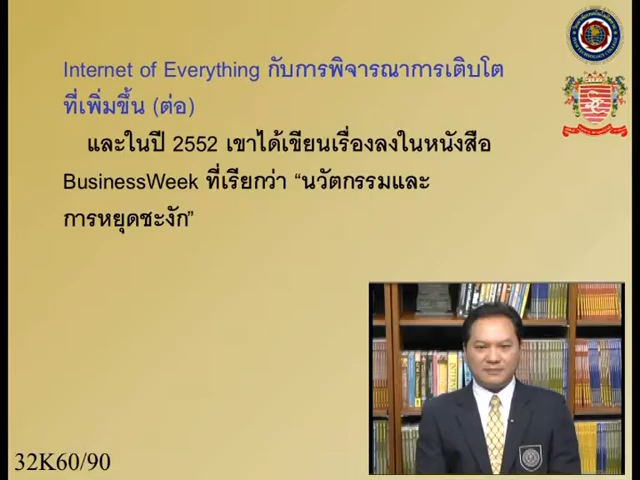 Internet of Everything กับการพิจารณาการเติบโต
ที่เพิ่มขึ้น (ต่อ)
และในปี 2552 เขาได้เขียนเรื่องลงในหนังสือ
BusinessWeek ที่เรียกว่า “นวัตกรรมและ
การหยุดชะงัก”
32K60/90